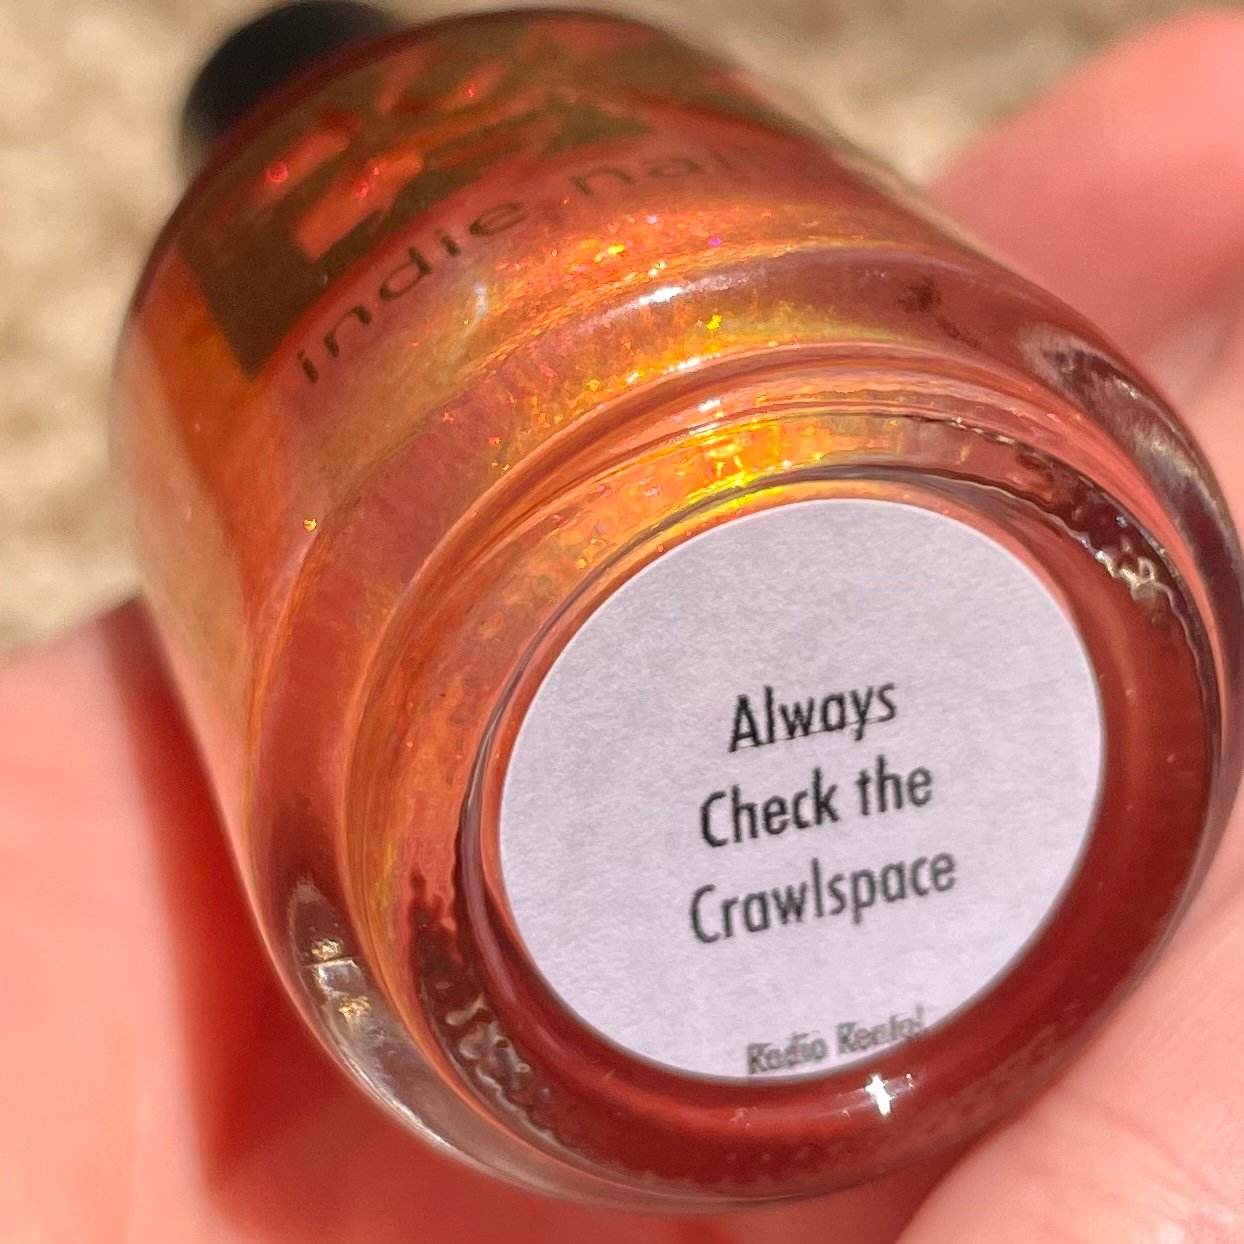 indie nail
Always
Check the
Crawlspace
Radio Rental